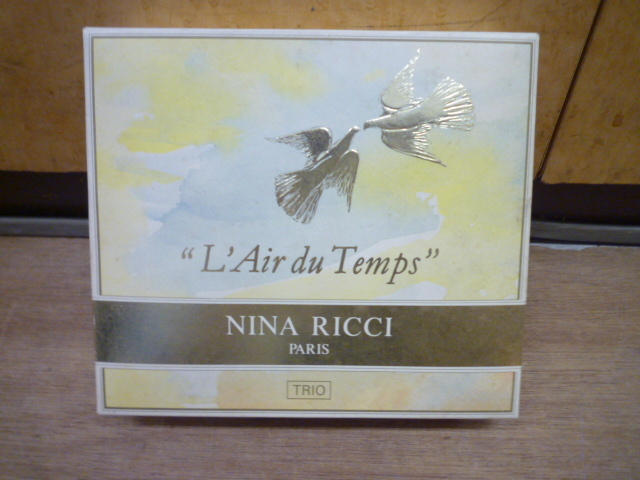 “L’Air du Temps”
NINA RICCI
PARIS
TRIO